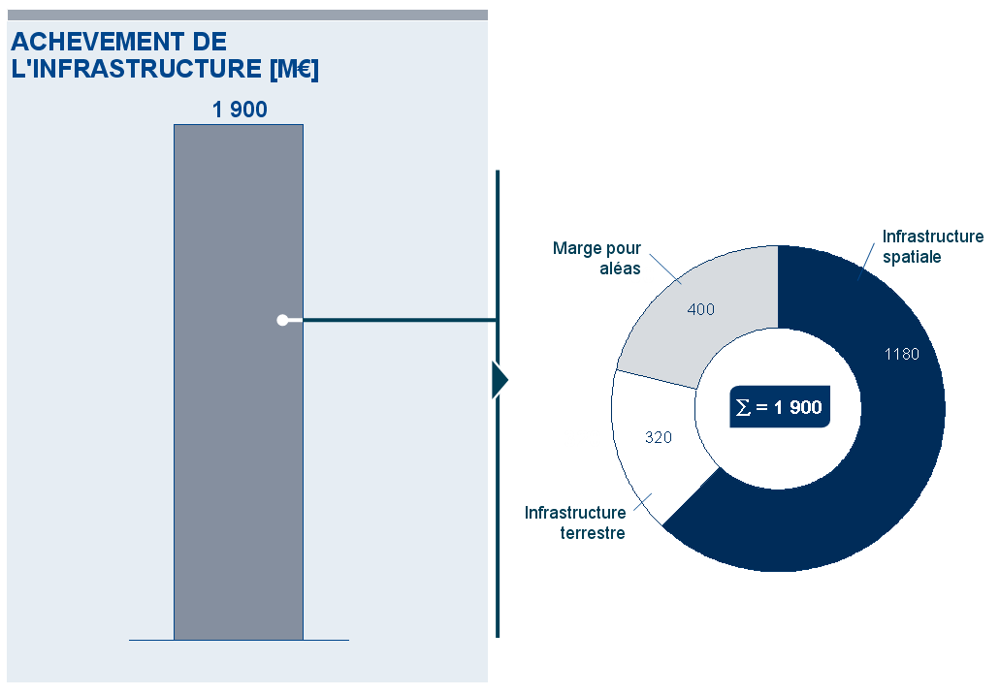 ACHEVEMENT DE
L'INFRASTRUCTURE [M€]
1 900
Infrastructure
spatiale
Marge pour
aléas
400
1180
Σ = 1 900
320
Infrastructure
terrestre